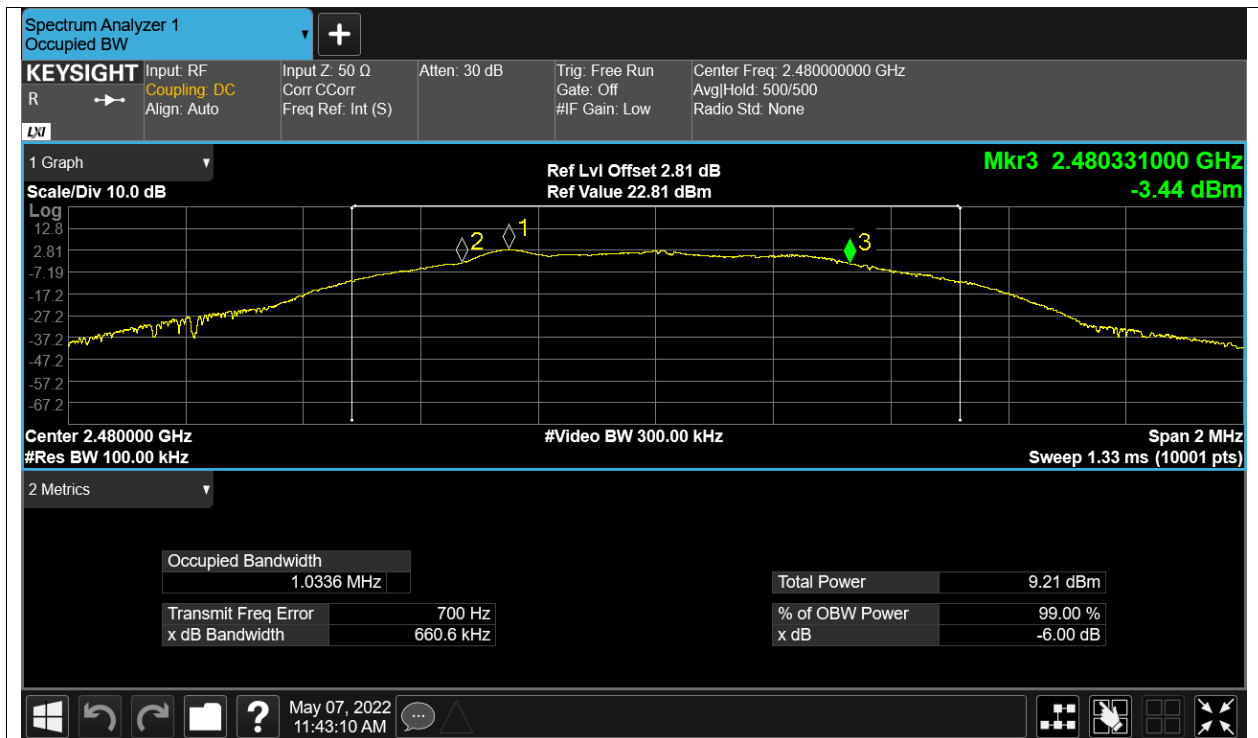 Spectrum Analyzer 1
Occupied BW
KEYSIGHT
R
LXI
Input: RF
Coupling: DC
Align: Auto
Input Z: 50 Ω
Corr CCorr
Freq Ref: Int (S)
Atten: 30 dB
Trig: Free Run
Gate: Off
#IF Gain: Low
Center Freq: 2.480000000 GHz
Avg|Hold: 500/500
Radio Std: None
1 Graph
Scale/Div 10.0 dB
Ref Lvl Offset 2.81 dB
Ref Value 22.81 dBm
Mkr3 2.480331000 GHz
-3.44 dBm
Log
12.8
2.81
-7.19
-17.2
-27.2
-37.2
-47.2
-57.2
-67.2
2
1
3
Center 2.480000 GHz
#Res BW 100.00 kHz
#Video BW 300.00 kHz
Span 2 MHz
Sweep 1.33 ms (10001 pts)
2 Metrics
Occupied Bandwidth
1.0336 MHz
Transmit Freq Error 700 Hz
x dB Bandwidth 660.6 kHz
Total Power 9.21 dBm
% of OBW Power 99.00 %
x dB -6.00 dB
?
May 07, 2022
11:43:10 AM